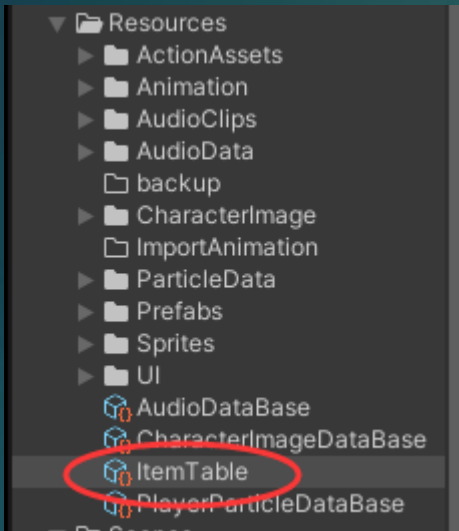 Resources
ActionAssets
Animation
AudioClips
AudioData
backup
CharacterImage
ImportAnimation
ParticleData
Prefabs
Sprites
UI
AudioDataBase
CharacterImageDataBase
ItemTable
PlayerParticleDataBase